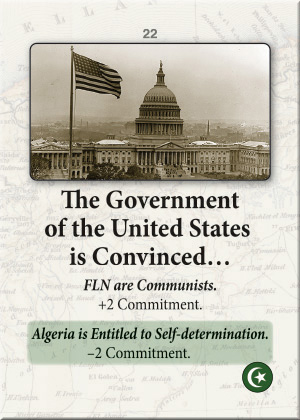 22
The Government
of the United States
is Convinced…
FLN are Communists.
+2 Commitment.
Algeria is Entitled to Self-determination.
–2 Commitment.